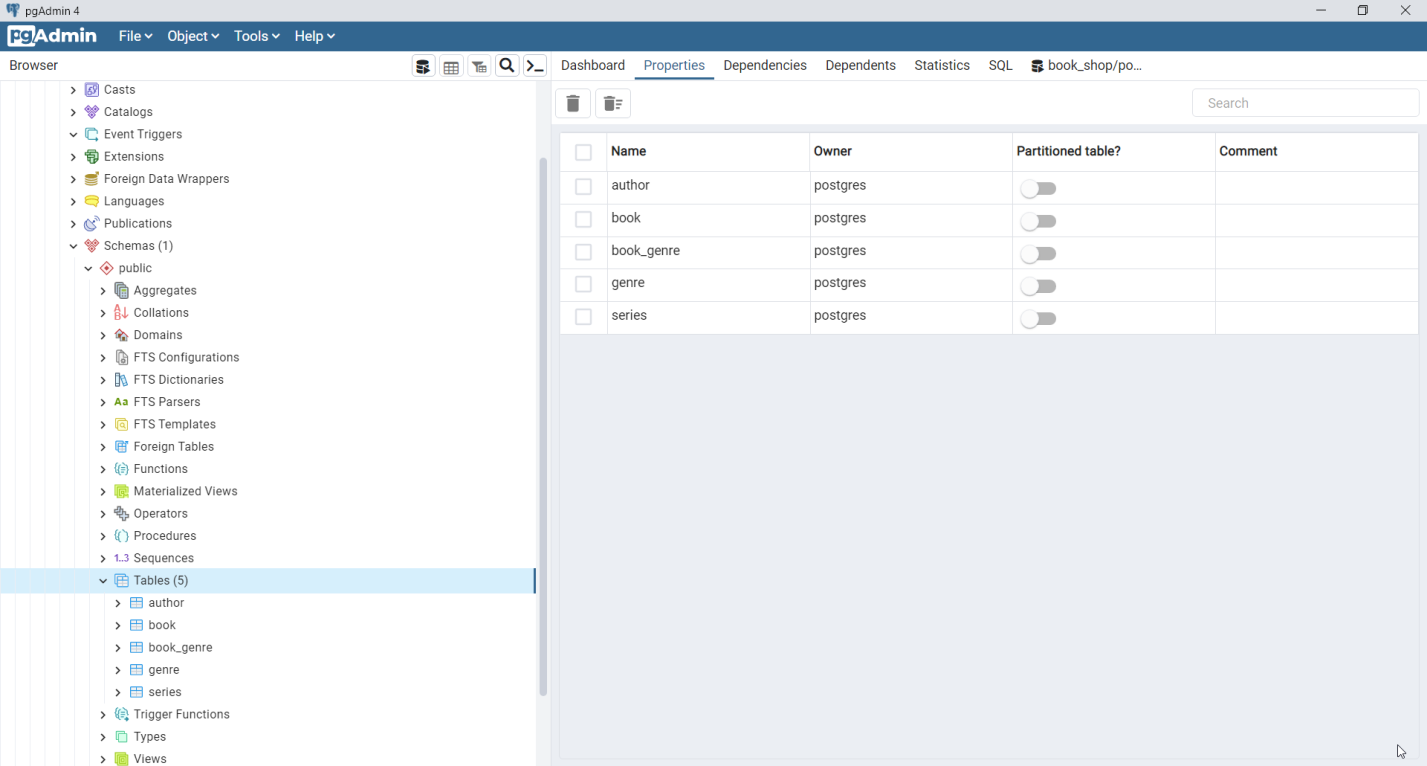 pgAdmin 4
pgAdmin File Object Tools Help
Browser
Dashboard Properties Dependencies Dependents Statistics SQL book_shop/po...
Search
Casts
Catalogs
Event Triggers
Extensions
Foreign Data Wrappers
Languages
Publications
Schemas (1)
public
Aggregates
Collations
Domains
FTS Configurations
FTS Dictionaries
Aa FTS Parsers
FTS Templates
Foreign Tables
Functions
Materialized Views
Operators
Procedures
1..3 Sequences
Tables (5)
author
book
book_genre
genre
series
Trigger Functions
Types
Views
Name Owner Partitioned table? Comment
author postgres
book postgres
book_genre postgres
genre postgres
series postgres